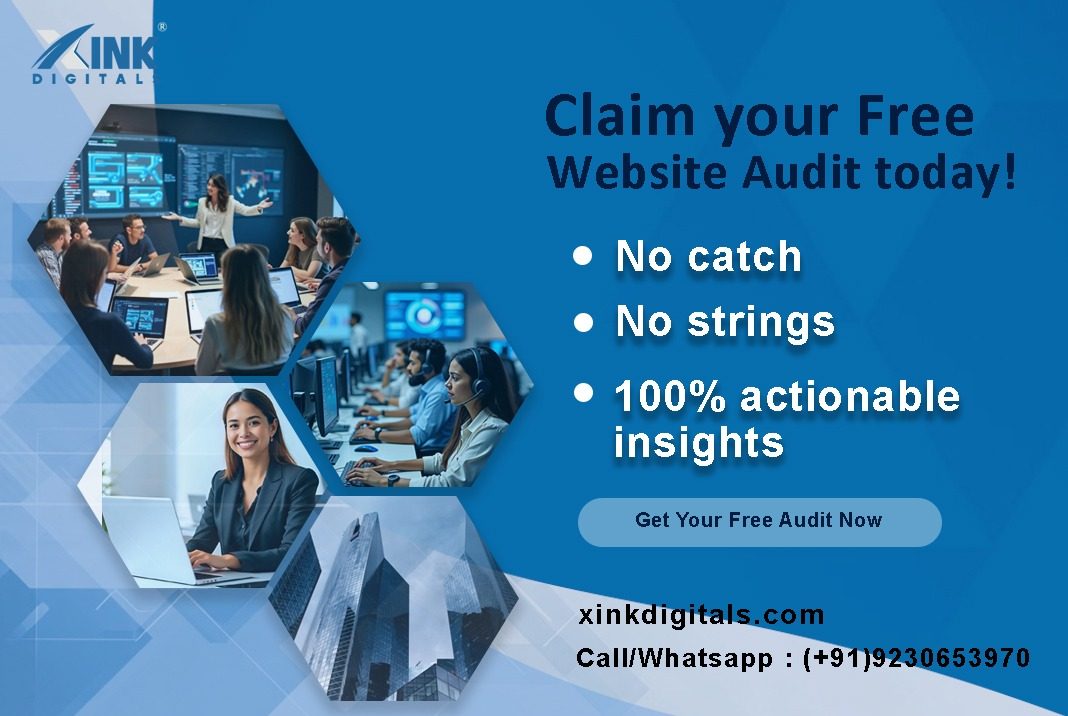 XINK®
DIGITALS
Claim your Free
Website Audit today!
• No catch
• No strings
• 100% actionable
insights
Get Your Free Audit Now
xinkdigitals.com
Call/Whatsapp : (+91)9230653970